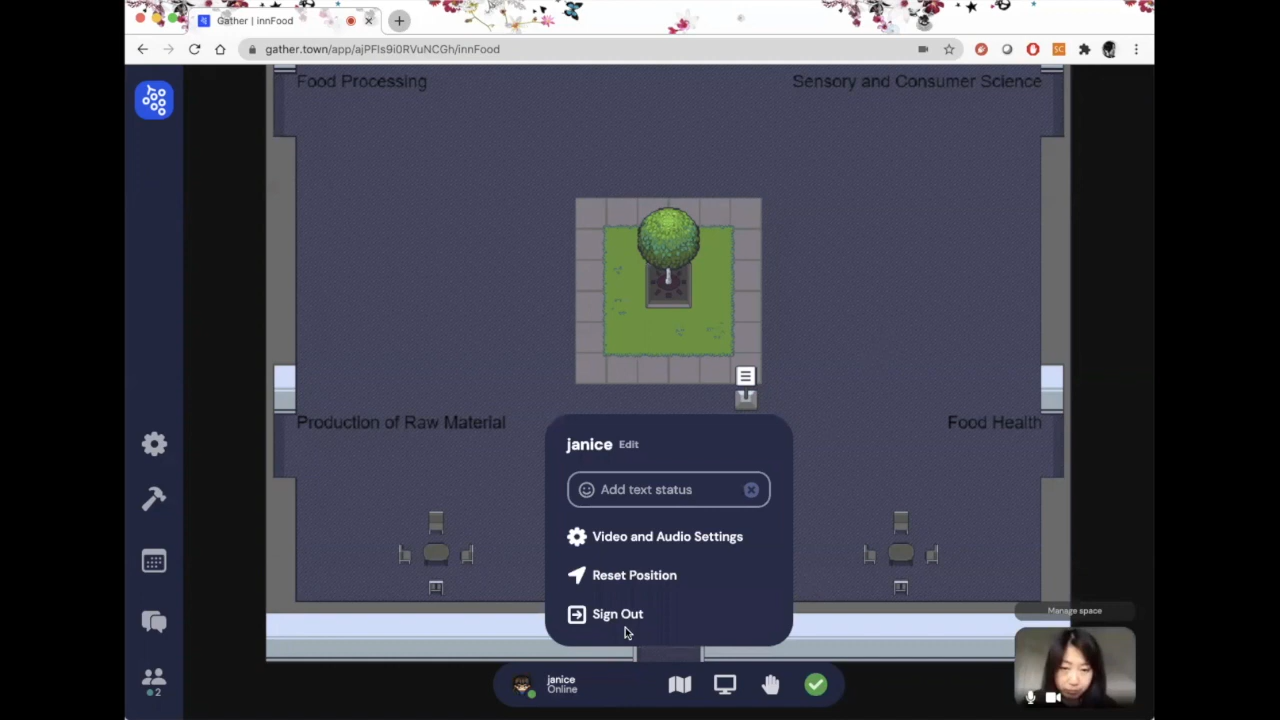 Gather | innFood
gather.town/app/ajPFls9i0RVuNCGh/innFood
SC
Food Processing
Sensory and Consumer Science
Production of Raw Material
Food Health
janice Edit
Add text status
Video and Audio Settings
Reset Position
Sign Out
Manage space
janice
Online
2